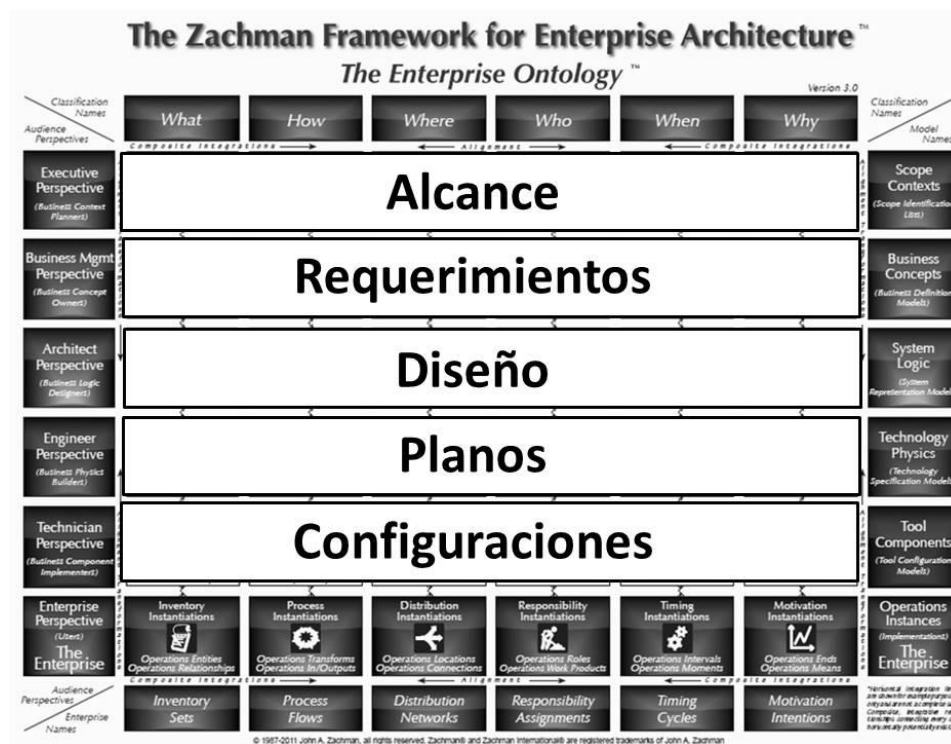 The Zachman Framework for Enterprise Architecture™
The Enterprise Ontology ™
Version 3.0
Classification
Names
Audience
Perspectives
What
How
Where
Who
When
Why
Classification
Names
Model
Names
Composite Integrations
Alignment
Composite Integrations
Executive
Perspective
(Business Context
Planners)
Alcance
Scope
Contexts
(Scope Identification
Lists)
Business Mgmt
Perspective
(Business Concept
Owners)
Requerimientos
Business
Concepts
(Business Definition
Models)
Architect
Perspective
(Business Logic
Designers)
Diseño
System
Logic
(System
Representation Models
Engineer
Perspective
(Business Physics
Builders)
Planos
Technology
Physics
(Technology
Specification Models
Technician
Perspective
(Business Component
Implementers)
Configuraciones
Tool
Components
(Tool Configuration
Models)
Enterprise
Perspective
(Users)
The
Enterprise
Inventory
Instantiations
Operations Entities
Operations Relationships
Process
Instantiations
Operations Transforms
Operations In/Outputs
Distribution
Instantiations
Operations Locations
Operations Connections
Responsibility
Instantiations
Operations Roles
Operations Work Products
Timing
Instantiations
Operations Intervals
Operations Moments
Motivation
Instantiations
Operations Ends
Operations Means
Operations
Instances
(Implementations)
The
Enterprise
Composite Integrations
Alignment
Composite Integrations
Audience
Perspectives
Enterprise
Names
Inventory
Sets
Process
Flows
Distribution
Networks
Responsibility
Assignments
Timing
Cycles
Motivation
Intentions
© 1987-2011 John A. Zachman, all rights reserved. Zachman® and Zachman International® are registered trademarks of John A. Zachman